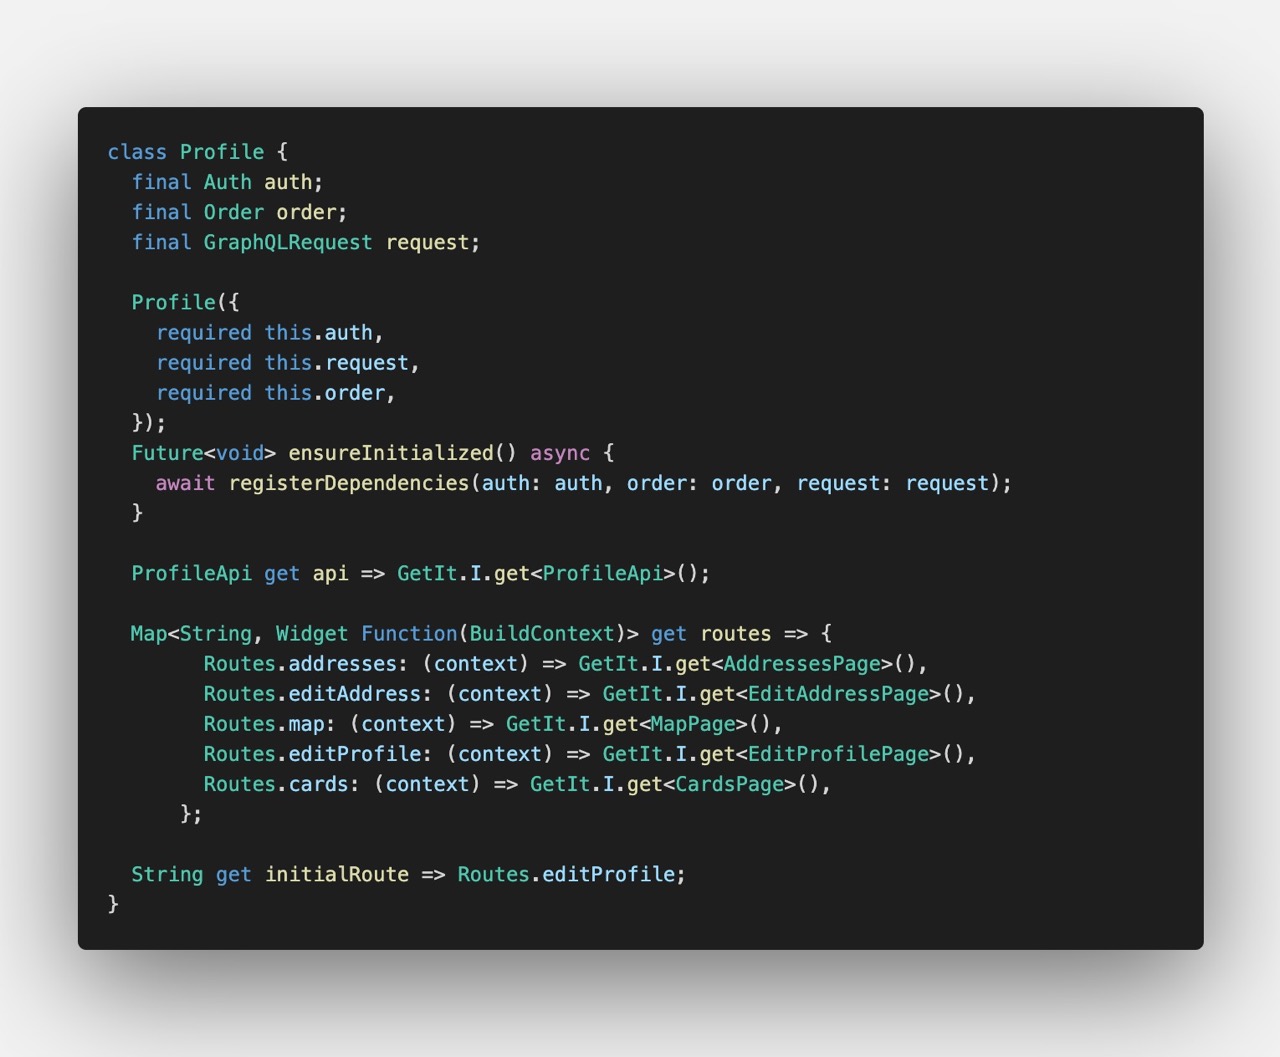 class Profile {
  final Auth auth;
  final Order order;
  final GraphQLRequest request;

  Profile({
    required this.auth,
    required this.request,
    required this.order,
  });
  Future<void> ensureInitialized() async {
    await registerDependencies(auth: auth, order: order, request: request);
  }

  ProfileApi get api => GetIt.I.get<ProfileApi>();

  Map<String, Widget Function(BuildContext)> get routes => {
        Routes.addresses: (context) => GetIt.I.get<AddressesPage>(),
        Routes.editAddress: (context) => GetIt.I.get<EditAddressPage>(),
        Routes.map: (context) => GetIt.I.get<MapPage>(),
        Routes.editProfile: (context) => GetIt.I.get<EditProfilePage>(),
        Routes.cards: (context) => GetIt.I.get<CardsPage>(),
      };

  String get initialRoute => Routes.editProfile;
}